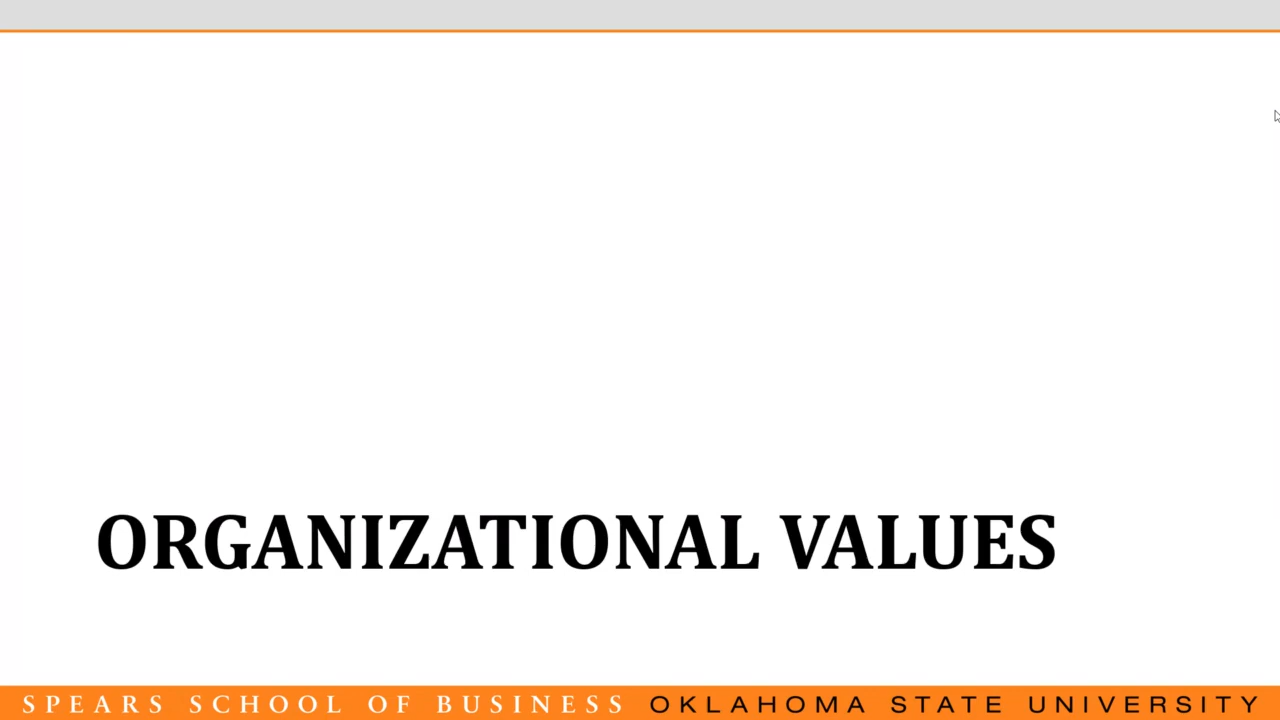 ORGANIZATIONAL VALUES
SPEARS SCHOOL OF BUSINESS OKLAHOMA STATE UNIVERSITY